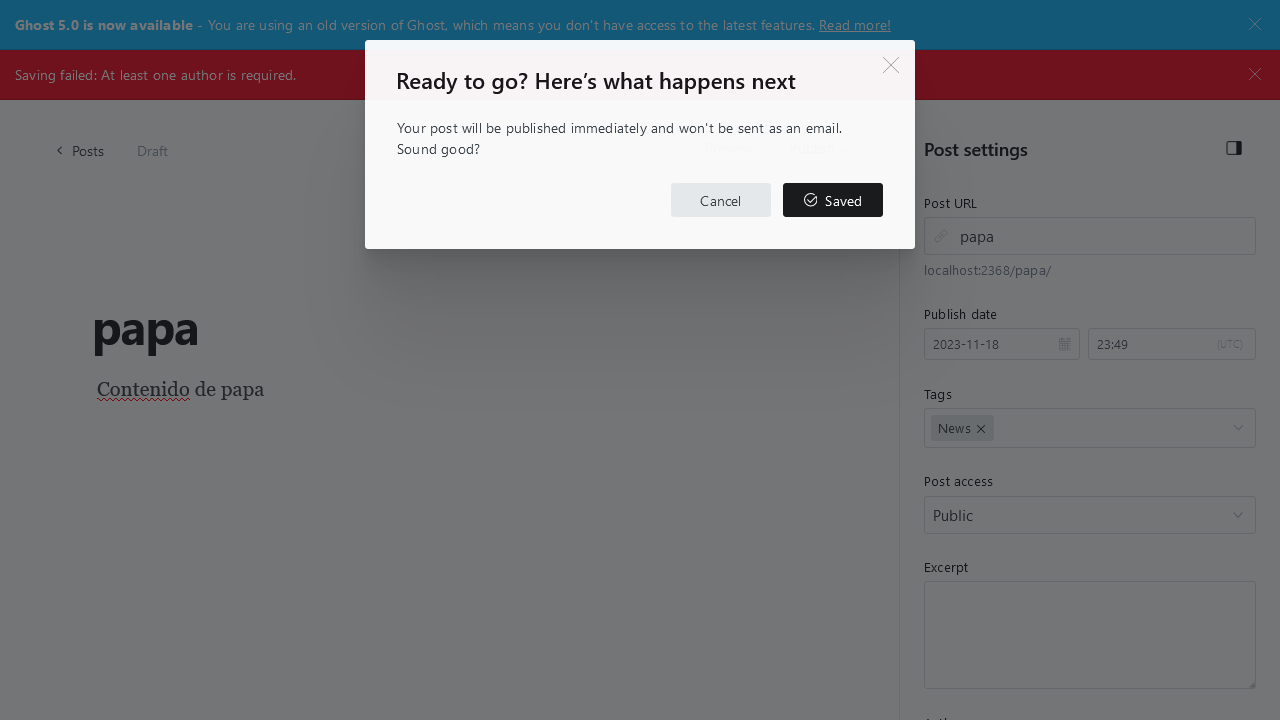 Ghost 5.0 is now available - You are using an old version of Ghost, which means you don't have access to the latest features. Read more!
Saving failed: At least one author is required.
Ready to go? Here's what happens next
Your post will be published immediately and won't be sent as an email.
Sound good?
Cancel
Saved
Posts
Draft
papa
Contenido de papa
Post settings
Post URL
papa
localhost:2368/papa/
Publish date
2023-11-18
23:49
(UTC)
Tags
News
Post access
Public
Excerpt